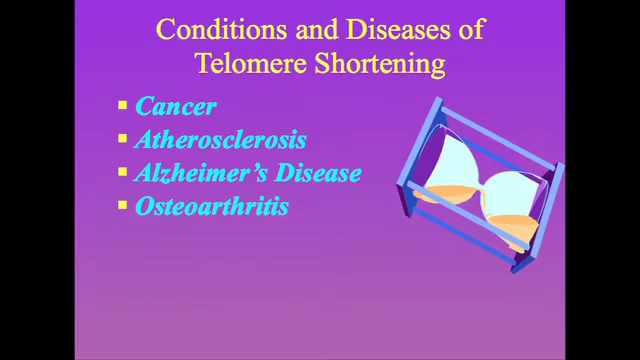 Conditions and Diseases of
Telomere Shortening
▪ Cancer
▪ Atherosclerosis
▪ Alzheimer's Disease
▪ Osteoarthritis